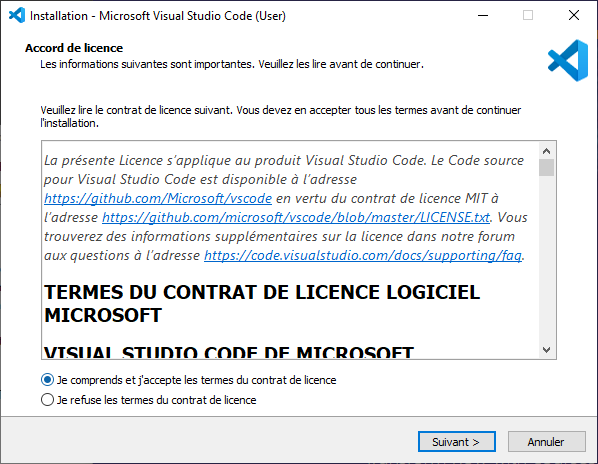 Installation - Microsoft Visual Studio Code (User)
Accord de licence
Les informations suivantes sont importantes. Veuillez les lire avant de continuer.
Veuillez lire le contrat de licence suivant. Vous devez en accepter tous les termes avant de continuer
l'installation.
La présente Licence s'applique au produit Visual Studio Code. Le Code source
pour Visual Studio Code est disponible à l'adresse
https://github.com/Microsoft/vscode en vertu du contrat de licence MIT à
l'adresse https://github.com/microsoft/vscode/blob/master/LICENSE.txt. Vous
trouverez des informations supplémentaires sur la licence dans notre forum
aux questions à l'adresse https://code.visualstudio.com/docs/supporting/faq.
TERMES DU CONTRAT DE LICENCE LOGICIEL
MICROSOFT
VISUAL STUDIO CODE DE MICROSOFT
Je comprends et j'accepte les termes du contrat de licence
Je refuse les termes du contrat de licence
Suivant >
Annuler